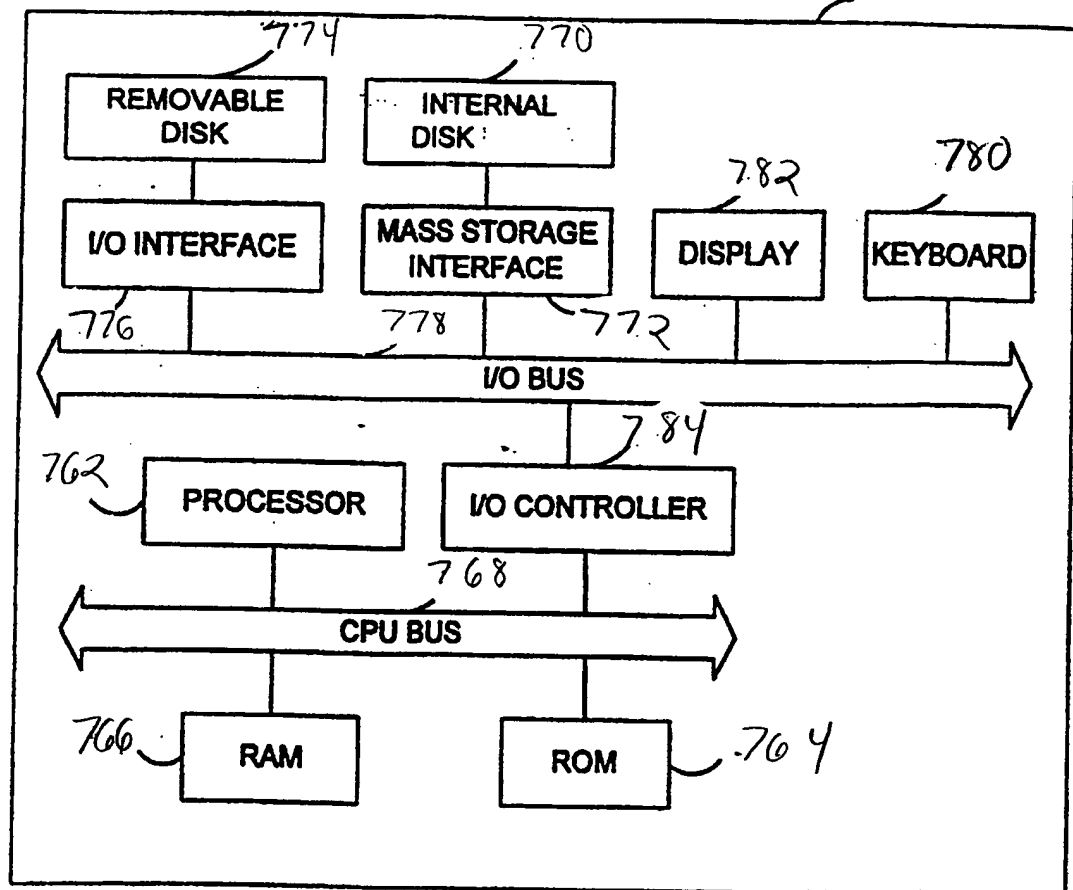 774
770
REMOVABLE
DISK
INTERNAL
DISK
782
780
I/O INTERFACE
MASS STORAGE
INTERFACE
DISPLAY
KEYBOARD
776
778
772
I/O BUS
784
762
PROCESSOR
I/O CONTROLLER
768
CPU BUS
766
RAM
ROM
764